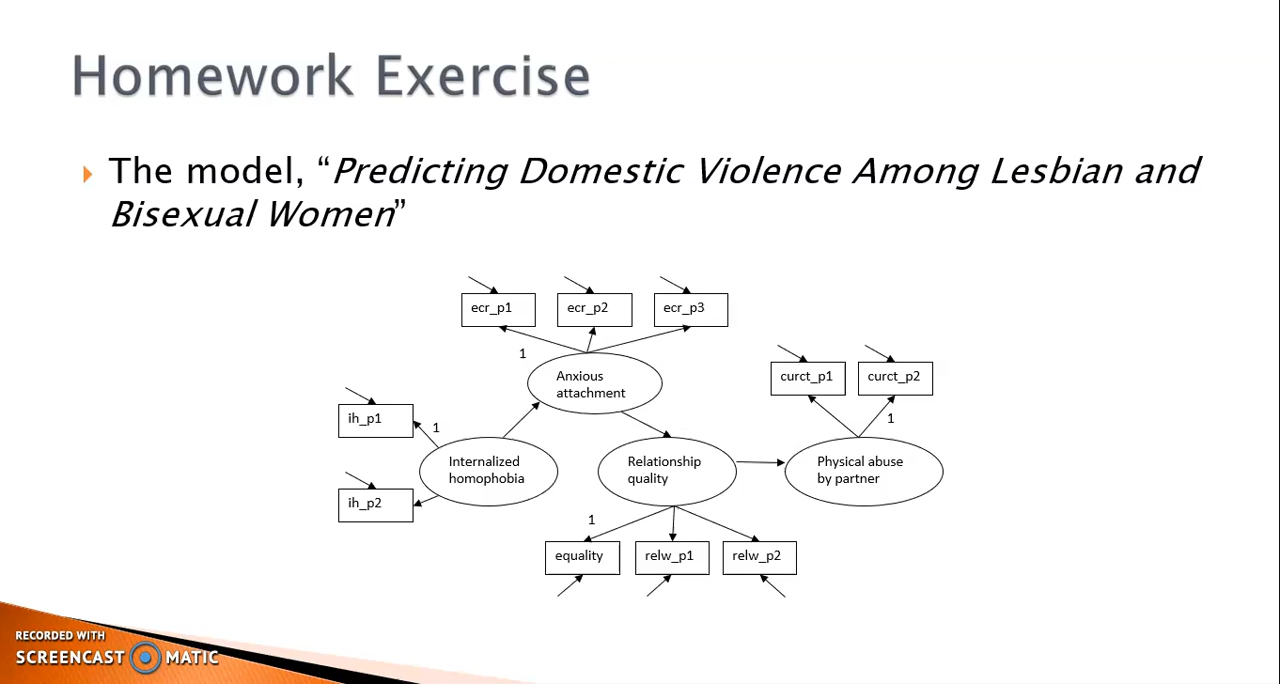 Homework Exercise
The model, “Predicting Domestic Violence Among Lesbian and
Bisexual Women”
ecr_p1
ecr_p2
ecr_p3
1
Anxious
attachment
curct_p1
curct_p2
1
ih_p1
1
Internalized
homophobia
Relationship
quality
Physical abuse
by partner
ih_p2
1
equality
relw_p1
relw_p2
RECORDED WITH
SCREENCAST MATIC